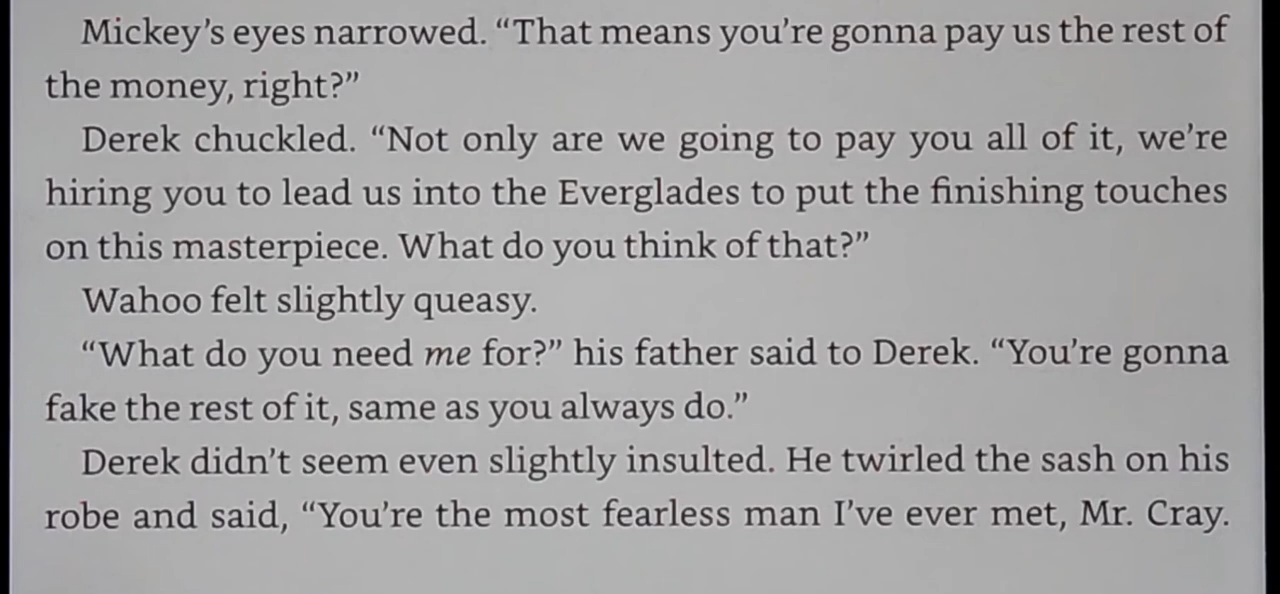 Mickey’s eyes narrowed. “That means you’re gonna pay us the rest of
the money, right?”
Derek chuckled. “Not only are we going to pay you all of it, we’re
hiring you to lead us into the Everglades to put the finishing touches
on this masterpiece. What do you think of that?”
Wahoo felt slightly queasy.
“What do you need me for?” his father said to Derek. “You’re gonna
fake the rest of it, same as you always do.”
Derek didn’t seem even slightly insulted. He twirled the sash on his
robe and said, “You’re the most fearless man I’ve ever met, Mr. Cray.